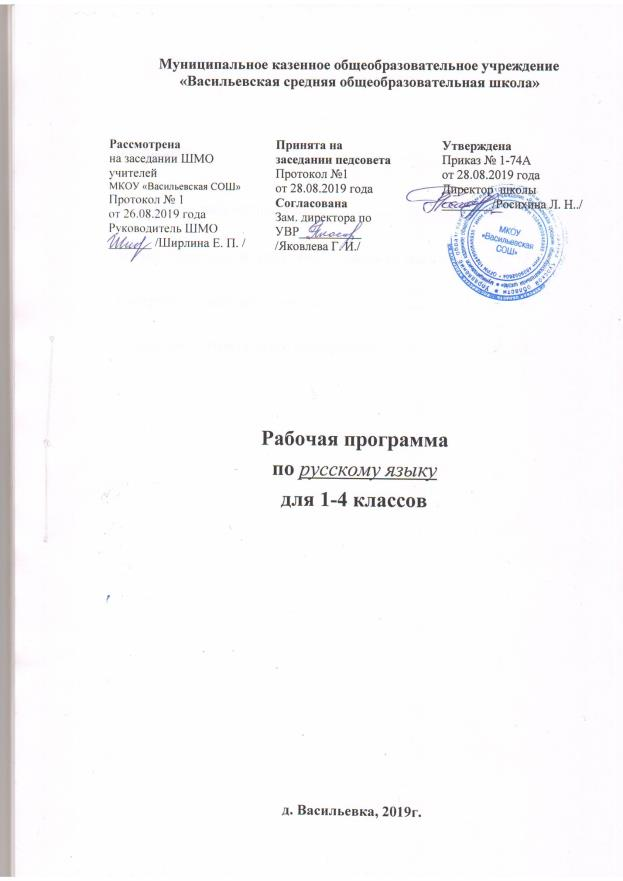 Муниципальное казенное общеобразовательное учреждение
«Васильевская средняя общеобразовательная школа»
Рассмотрена
на заседании ШМО
учителей
МКОУ «Васильевская СОШ»
Протокол № 1
от 26.08.2019 года
Руководитель ШМО
/Ширлина Е. П. /
Принята на
заседании педсовета
Протокол №1
от 28.08.2019 года
Согласована
Зам. директора по
УВР
/Яковлева Г. И./
Утверждена
Приказ № 1-74А
от 28.08.2019 года
Директор школы
/Росихина Л. Н../
МКОУ
«Васильевская
СОШ»
Рабочая программа
по русскому языку
для 1-4 классов
д. Васильевка, 2019г.